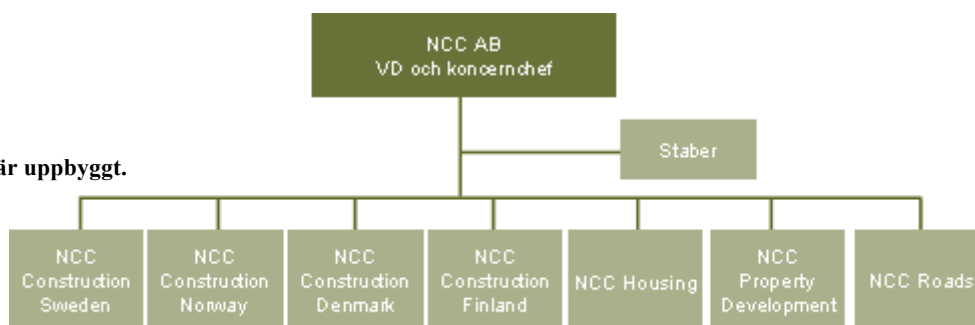 NCC AB
VD och koncernchef
Staber
är uppbyggt.
NCC
Construction
Sweden
NCC
Construction
Norway
NCC
Construction
Denmark
NCC
Construction
Finland
NCC Housing
NCC
Property
Development
NCC Roads